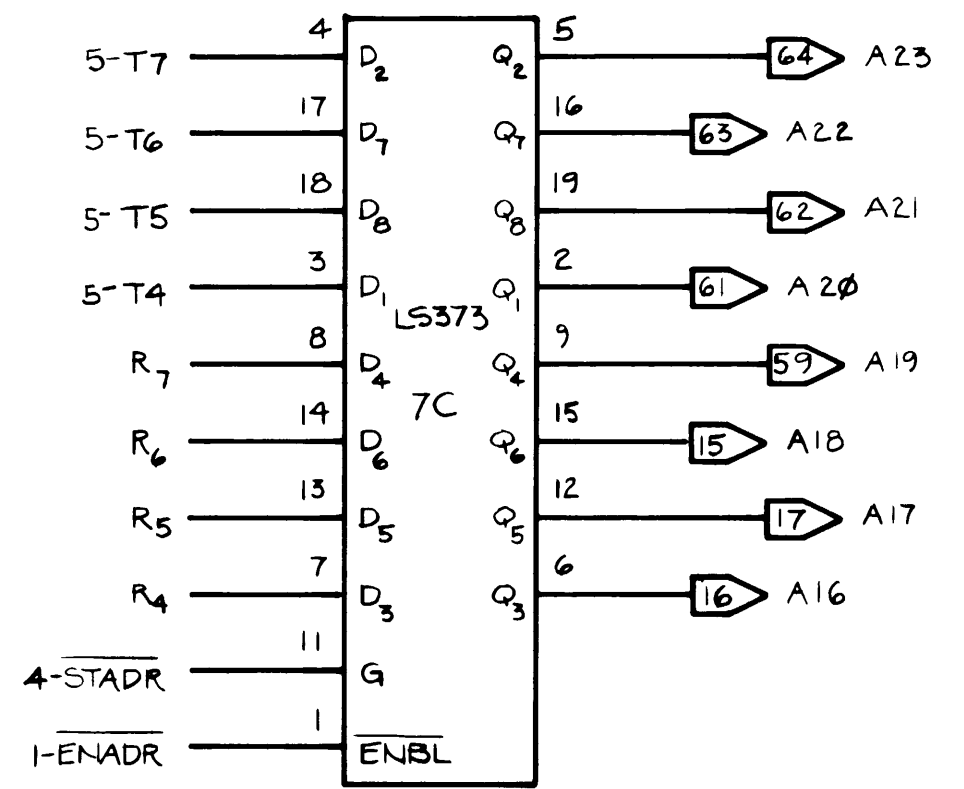 4 5
5-T7 D2 Q2 64 A23
17 16
5-T6 D7 Q7 63 A22
18 19
5-T5 D8 Q8 62 A21
3 2
5-T4 D1 Q1 61 A2Ø
LS373
8 9
R7 D4 Q4 59 A19
7C
14 15
R6 D6 Q6 15 A18
13 12
R5 D5 Q5 17 A17
7 6
R4 D3 Q3 16 A16
11
4-STADR G
1
1-ENADR ENBL